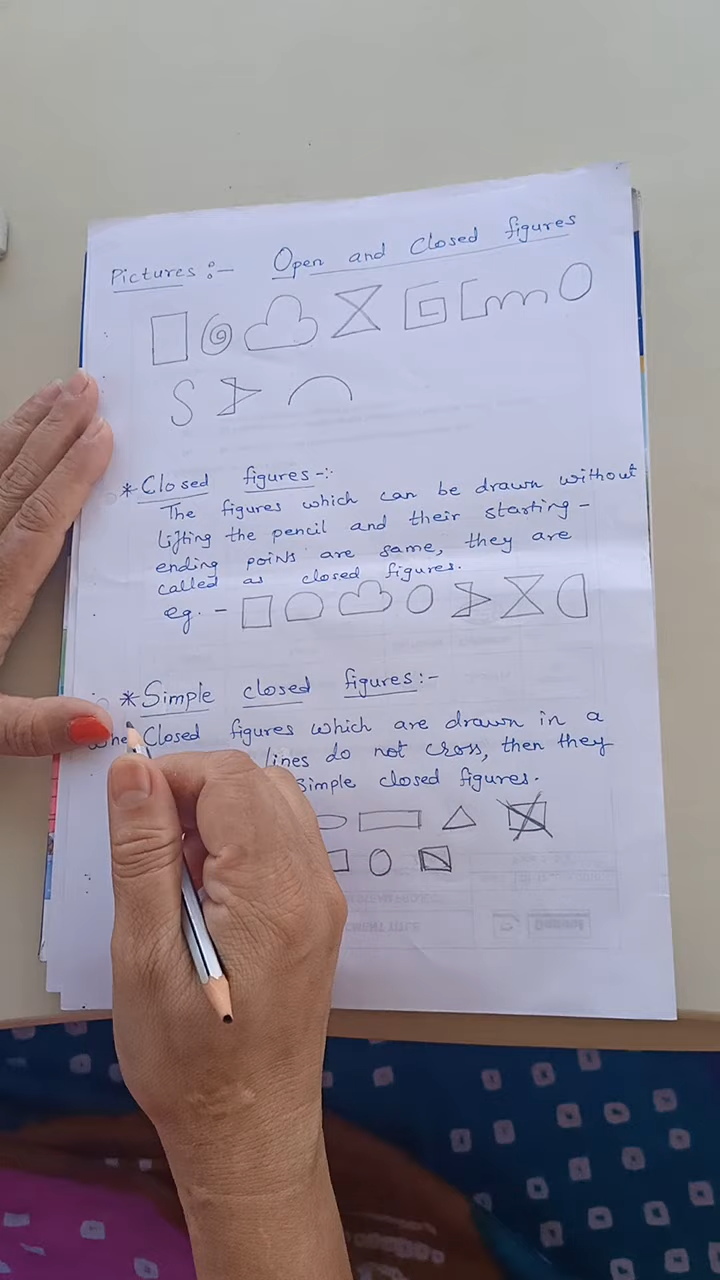 Pictures :- Open and Closed figures
* Closed figures -:
The figures which can be drawn without
lifting the pencil and their starting -
ending points are same, they are
called as closed figures.
eg. -
* Simple closed figures :-
Closed figures which are drawn in a
lines do not cross, then they
simple closed figures.